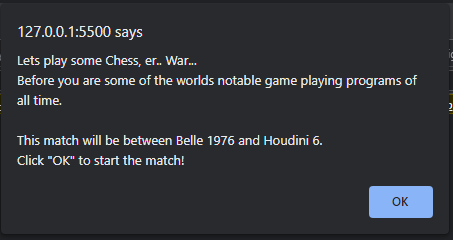 127.0.0.1:5500 says
Lets play some Chess, er.. War...
Before you are some of the worlds notable game playing programs of
all time.
This match will be between Belle 1976 and Houdini 6.
Click "OK" to start the match!
OK